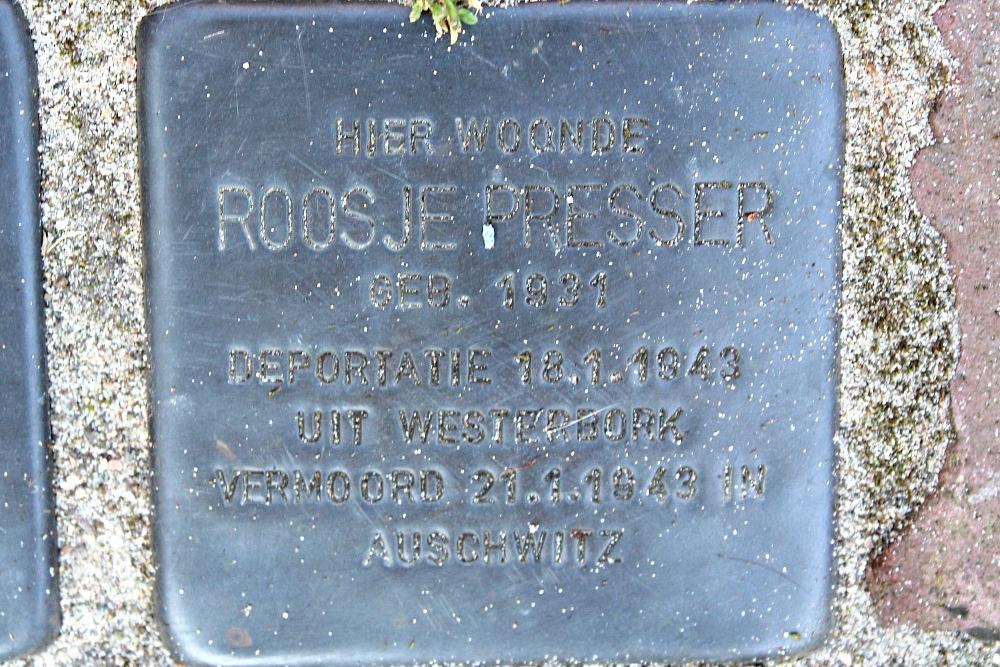 HIER WOONDE
ROOSJE PRESSER
GEB. 1931
DEPORTATIE 18.1.1943
UIT WESTERBORK
VERMOORD 21.1.1943 IN
AUSCHWITZ